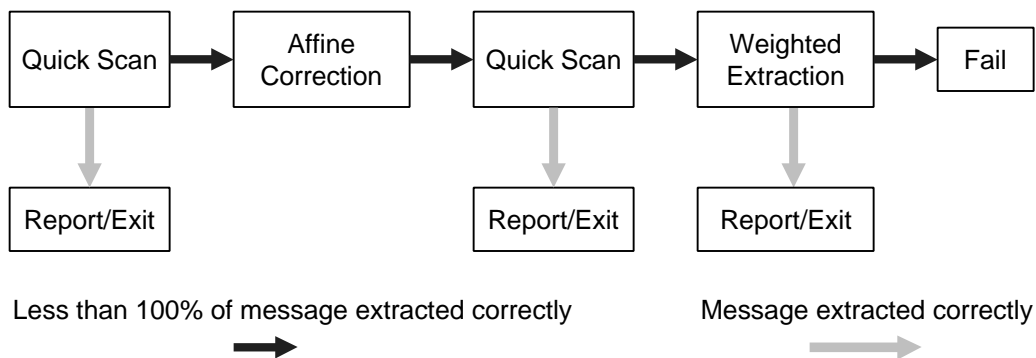 Quick Scan
Affine
Correction
Quick Scan
Weighted
Extraction
Fail
Report/Exit
Report/Exit
Report/Exit
Less than 100% of message extracted correctly
Message extracted correctly